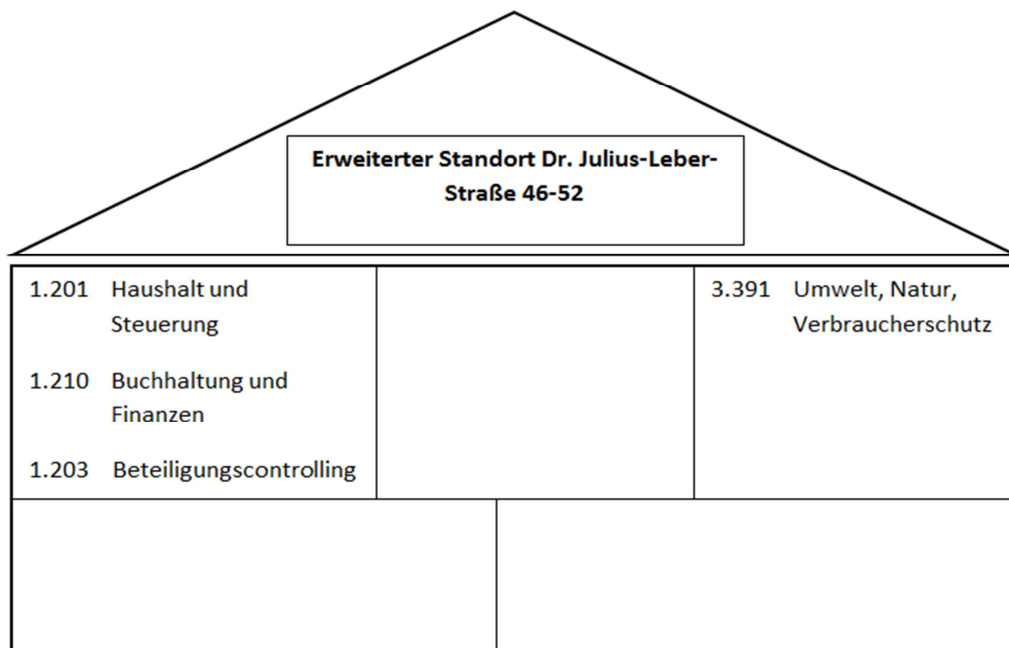 Erweiterter Standort Dr. Julius-Leber-
Straße 46-52
1.201 Haushalt und
Steuerung
1.210 Buchhaltung und
Finanzen
1.203 Beteiligungscontrolling
3.391 Umwelt, Natur,
Verbraucherschutz